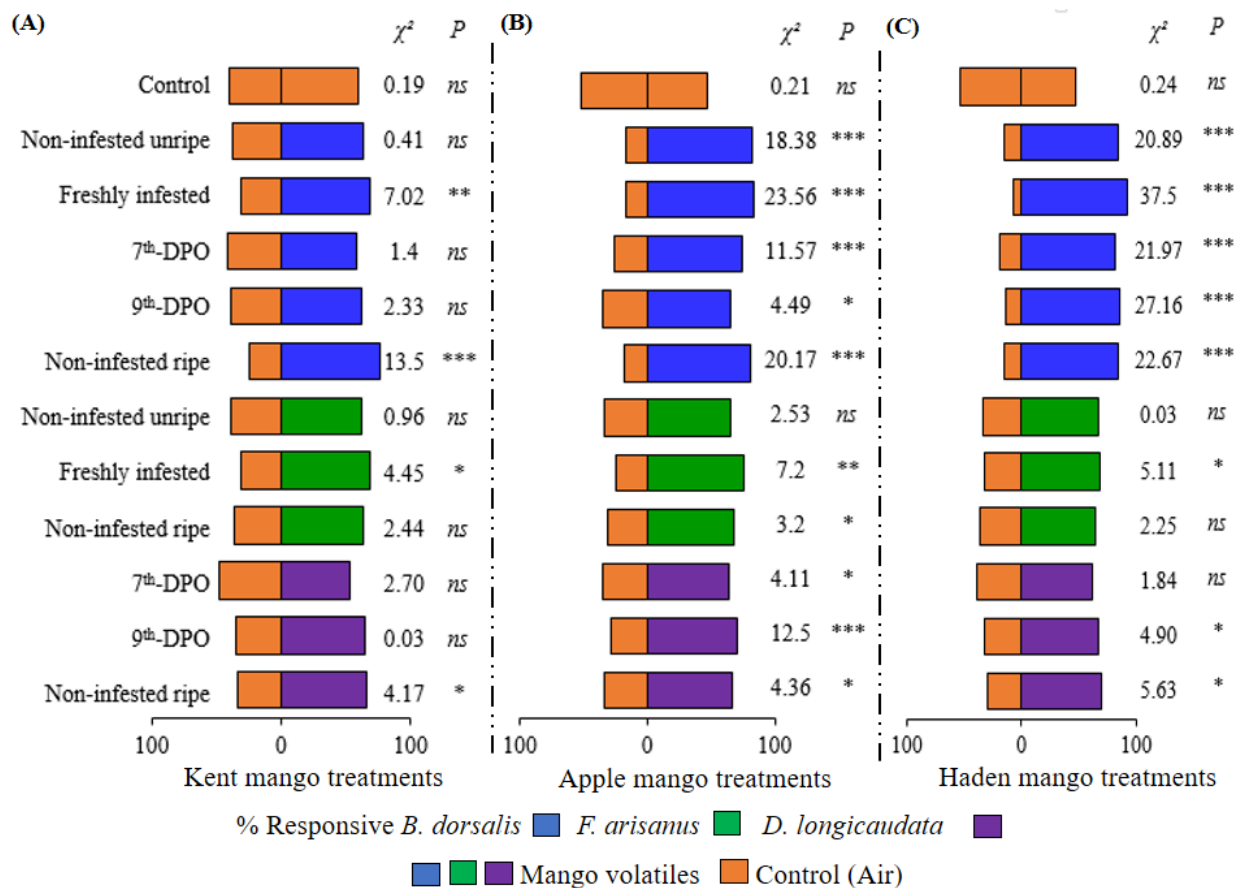 (A) χ² P (B) χ² P (C) χ² P
Control 0.19 ns 0.21 ns 0.24 ns
Non-infested unripe 0.41 ns 18.38 *** 20.89 ***
Freshly infested 7.02 ** 23.56 *** 37.5 ***
7th-DPO 1.4 ns 11.57 *** 21.97 ***
9th-DPO 2.33 ns 4.49 * 27.16 ***
Non-infested ripe 13.5 *** 20.17 *** 22.67 ***
Non-infested unripe 0.96 ns 2.53 ns 0.03 ns
Freshly infested 4.45 * 7.2 ** 5.11 *
Non-infested ripe 2.44 ns 3.2 * 2.25 ns
7th-DPO 2.70 ns 4.11 * 1.84 ns
9th-DPO 0.03 ns 12.5 *** 4.90 *
Non-infested ripe 4.17 * 4.36 * 5.63 *
100 0 100 100 0 100 100 0 100
Kent mango treatments Apple mango treatments Haden mango treatments
% Responsive B. dorsalis F. arisanus D. longicaudata
Mango volatiles Control (Air)